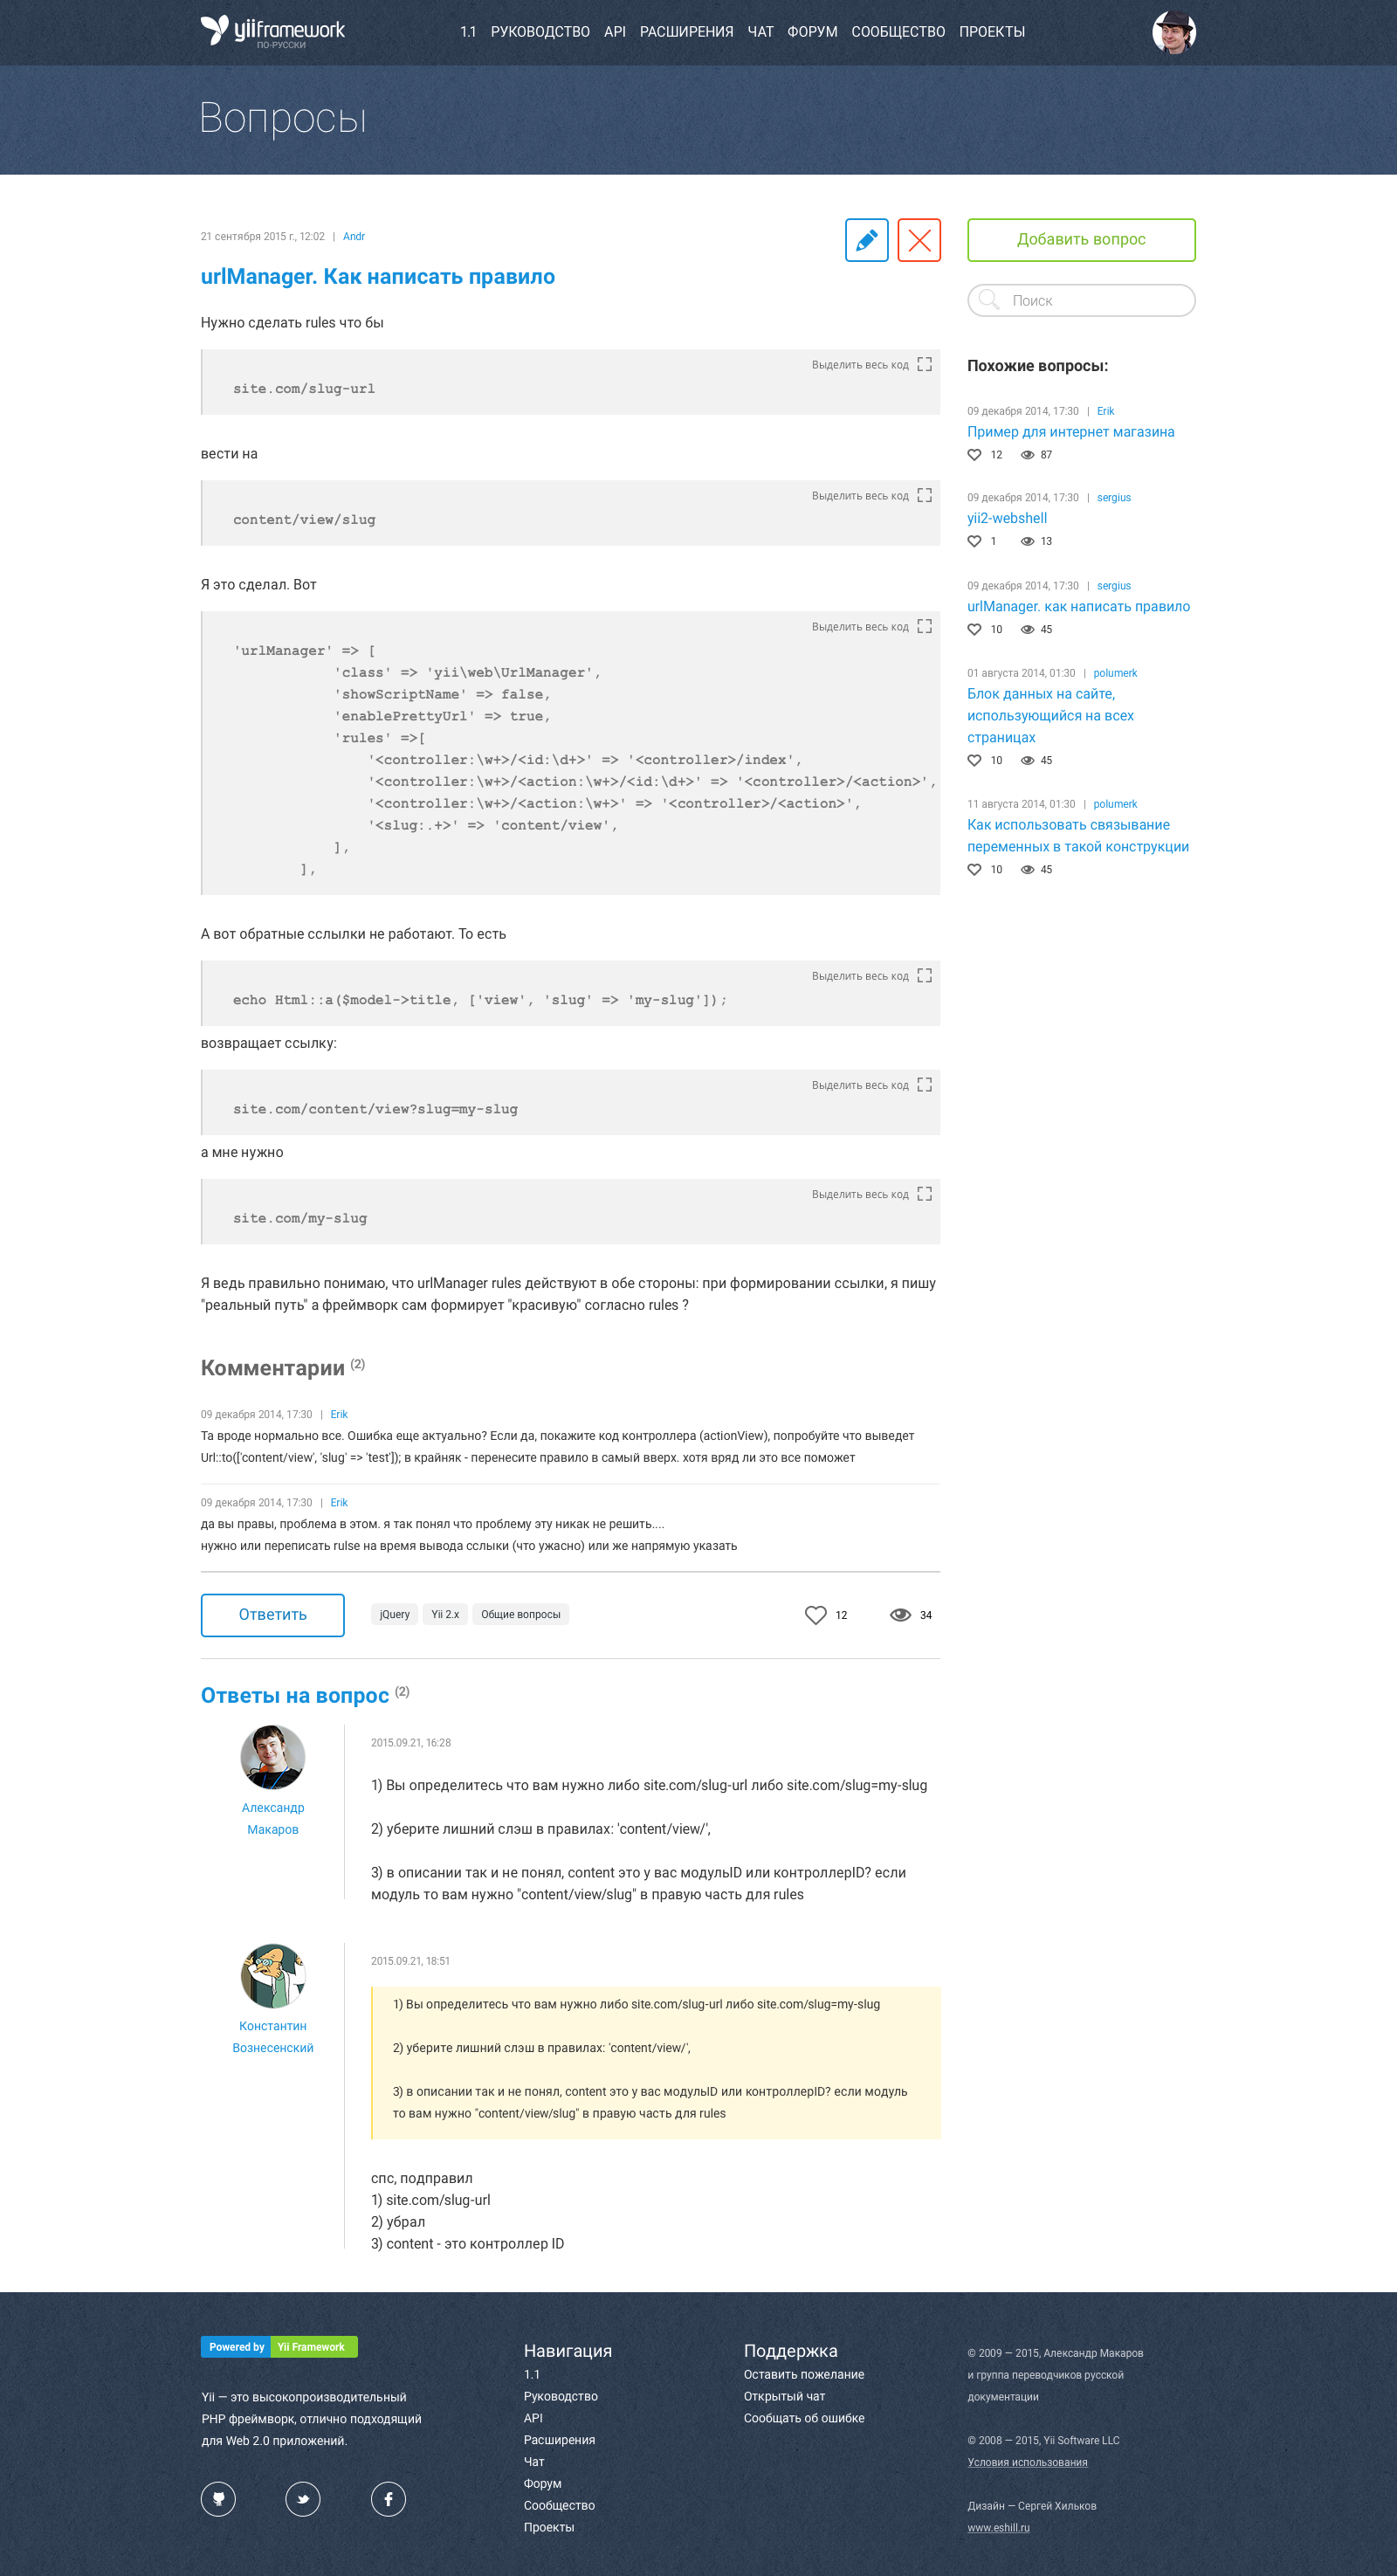 yiiframework
ПО-РУССКИ
1.1 РУКОВОДСТВО API РАСШИРЕНИЯ ЧАТ ФОРУМ СООБЩЕСТВО ПРОЕКТЫ
Вопросы
21 сентября 2015 г., 12:02 | Andr
urlManager. Как написать правило
Нужно сделать rules что бы
Выделить весь код
site.com/slug-url
вести на
Выделить весь код
content/view/slug
Я это сделал. Вот
Выделить весь код
'urlManager' => [
'class' => 'yii\web\UrlManager',
'showScriptName' => false,
'enablePrettyUrl' => true,
'rules' =>[
'<controller:\w+>/<id:\d+>' => '<controller>/index',
'<controller:\w+>/<action:\w+>/<id:\d+>' => '<controller>/<action>',
'<controller:\w+>/<action:\w+>' => '<controller>/<action>',
'<slug:.+>' => 'content/view',
],
],
А вот обратные сслылки не работают. То есть
Выделить весь код
echo Html::a($model->title, ['view', 'slug' => 'my-slug']);
возвращает ссылку:
Выделить весь код
site.com/content/view?slug=my-slug
а мне нужно
Выделить весь код
site.com/my-slug
Я ведь правильно понимаю, что urlManager rules действуют в обе стороны: при формировании ссылки, я пишу
"реальный путь" а фреймворк сам формирует "красивую" согласно rules ?
Комментарии (2)
09 декабря 2014, 17:30 | Erik
Та вроде нормально все. Ошибка еще актуально? Если да, покажите код контроллера (actionView), попробуйте что выведет
Url::to(['content/view', 'slug' => 'test']); в крайняк - перенесите правило в самый вверх. хотя вряд ли это все поможет
09 декабря 2014, 17:30 | Erik
да вы правы, проблема в этом. я так понял что проблему эту никак не решить....
нужно или переписать rulse на время вывода сслыки (что ужасно) или же напрямую указать
Ответить jQuery Yii 2.x Общие вопросы 12 34
Ответы на вопрос (2)
Александр
Макаров
2015.09.21, 16:28
1) Вы определитесь что вам нужно либо site.com/slug-url либо site.com/slug=my-slug
2) уберите лишний слэш в правилах: 'content/view/',
3) в описании так и не понял, content это у вас модульID или контроллерID? если
модуль то вам нужно "content/view/slug" в правую часть для rules
Константин
Вознесенский
2015.09.21, 18:51
1) Вы определитесь что вам нужно либо site.com/slug-url либо site.com/slug=my-slug
2) уберите лишний слэш в правилах: 'content/view/',
3) в описании так и не понял, content это у вас модулыID или контроллерID? если модуль
то вам нужно "content/view/slug" в правую часть для rules
спс, подправил
1) site.com/slug-url
2) убрал
3) content - это контроллер ID
Добавить вопрос
Поиск
Похожие вопросы:
09 декабря 2014, 17:30 | Erik
Пример для интернет магазина
12 87
09 декабря 2014, 17:30 | sergius
yii2-webshell
1 13
09 декабря 2014, 17:30 | sergius
urlManager. как написать правило
10 45
01 августа 2014, 01:30 | polumerk
Блок данных на сайте,
использующийся на всех
страницах
10 45
11 августа 2014, 01:30 | polumerk
Как использовать связывание
переменных в такой конструкции
10 45
Powered by Yii Framework
Yii — это высокопроизводительный
PHP фреймворк, отлично подходящий
для Web 2.0 приложений.
Навигация
1.1
Руководство
API
Расширения
Чат
Форум
Сообщество
Проекты
Поддержка
Оставить пожелание
Открытый чат
Сообщать об ошибке
© 2009 — 2015, Александр Макаров
и группа переводчиков русской
документации
© 2008 — 2015, Yii Software LLC
Условия использования
Дизайн — Сергей Хильков
www.eshill.ru